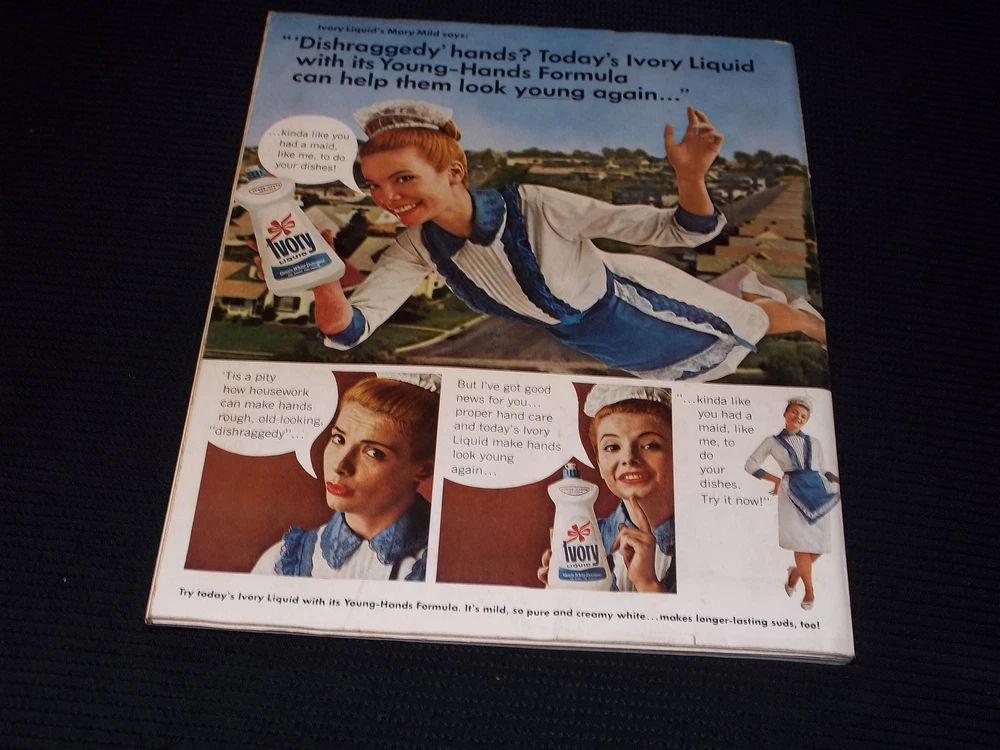 Ivory Liquid's Mary Mild says:
"'Dishraggedy' hands? Today's Ivory Liquid
with its Young-Hands Formula
can help them look young again..."
...kinda like you
had a maid,
like me, to do
your dishes!
Ivory
LIQUID
'Tis a pity
how housework
can make hands
rough, old-looking,
"dishraggedy"...
But I've got good
news for you...
proper hand care
and today's Ivory
Liquid make hands
look young
again...
Ivory
LIQUID
"...kinda like
you had a
maid, like
me, to
do
your
dishes.
Try it now!"
Try today's Ivory Liquid with its Young-Hands Formula. It's mild, so pure and creamy white...makes longer-lasting suds, too!